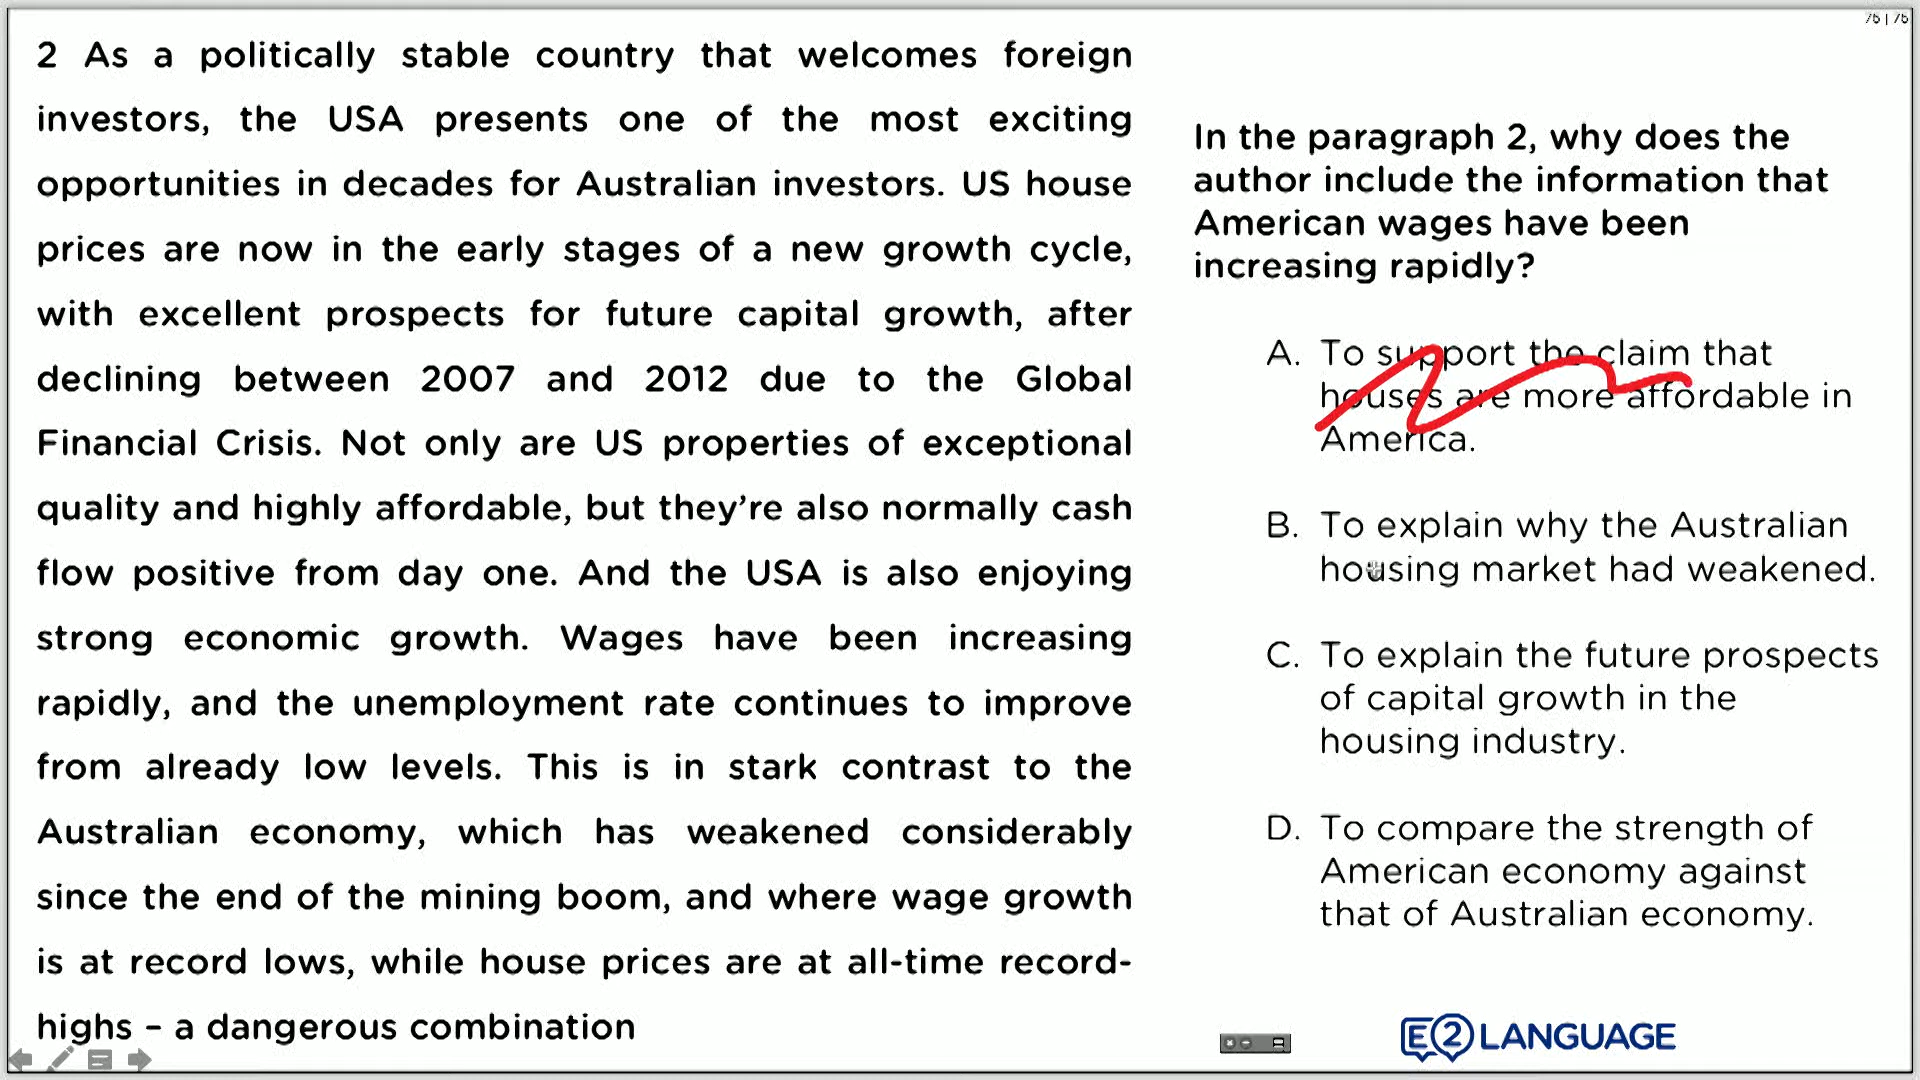 75 | 75
2 As a politically stable country that welcomes foreign
investors, the USA presents one of the most exciting
opportunities in decades for Australian investors. US house
prices are now in the early stages of a new growth cycle,
with excellent prospects for future capital growth, after
declining between 2007 and 2012 due to the Global
Financial Crisis. Not only are US properties of exceptional
quality and highly affordable, but they're also normally cash
flow positive from day one. And the USA is also enjoying
strong economic growth. Wages have been increasing
rapidly, and the unemployment rate continues to improve
from already low levels. This is in stark contrast to the
Australian economy, which has weakened considerably
since the end of the mining boom, and where wage growth
is at record lows, while house prices are at all-time record-
highs – a dangerous combination
In the paragraph 2, why does the
author include the information that
American wages have been
increasing rapidly?
A. To support the claim that
houses are more affordable in
America.
B. To explain why the Australian
housing market had weakened.
C. To explain the future prospects
of capital growth in the
housing industry.
D. To compare the strength of
American economy against
that of Australian economy.
E2 LANGUAGE